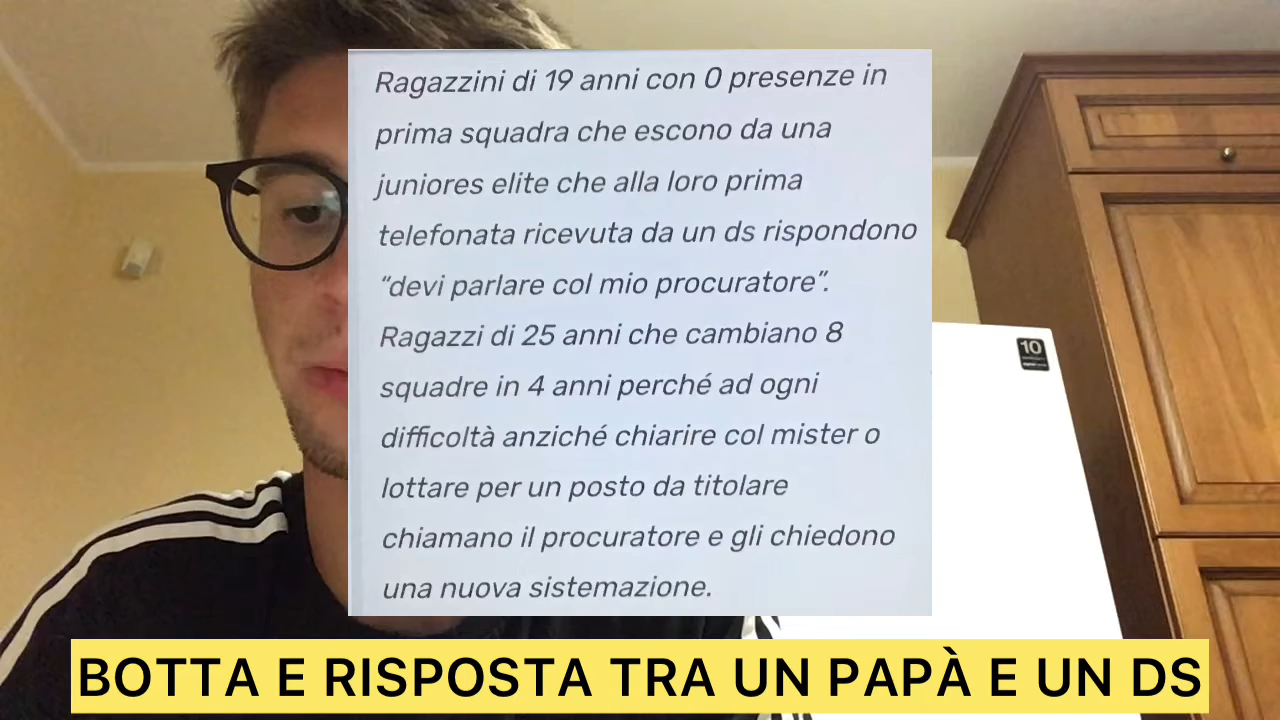 Ragazzini di 19 anni con 0 presenze in
prima squadra che escono da una
juniores elite che alla loro prima
telefonata ricevuta da un ds rispondono
“devi parlare col mio procuratore”.
Ragazzi di 25 anni che cambiano 8
squadre in 4 anni perché ad ogni
difficoltà anziché chiarire col mister o
lottare per un posto da titolare
chiamano il procuratore e gli chiedono
una nuova sistemazione.
10
BOTTA E RISPOSTA TRA UN PAPÀ E UN DS